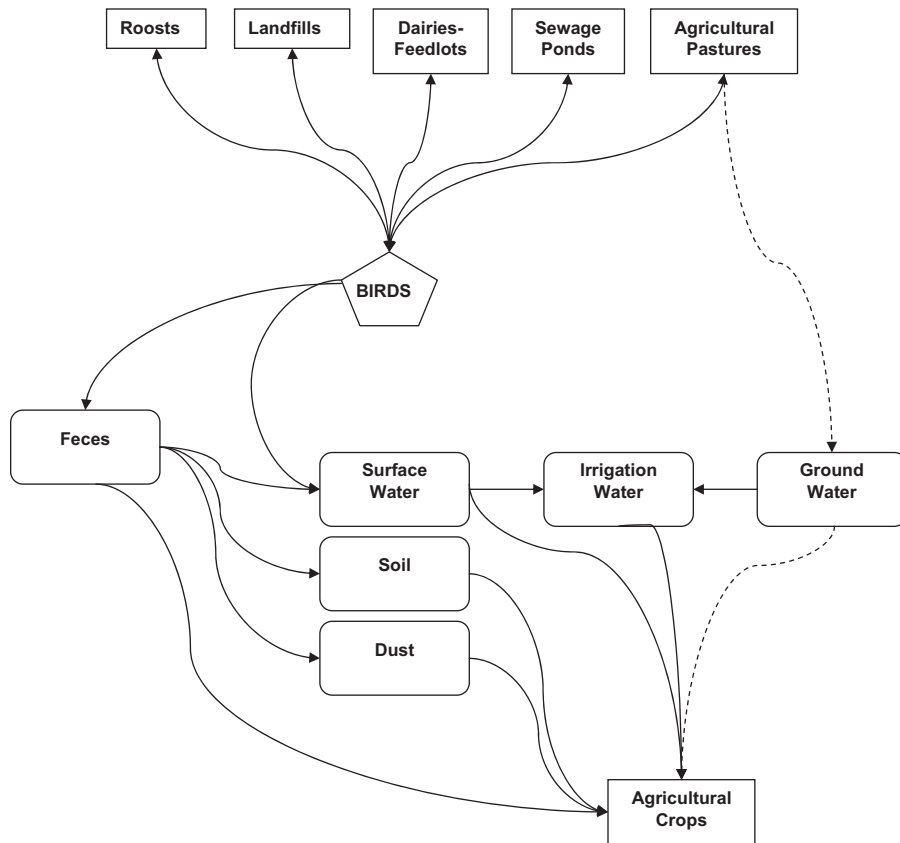 Roosts
Landfills
Dairies-
Feedlots
Sewage
Ponds
Agricultural
Pastures
BIRDS
Feces
Surface
Water
Irrigation
Water
Ground
Water
Soil
Dust
Agricultural
Crops